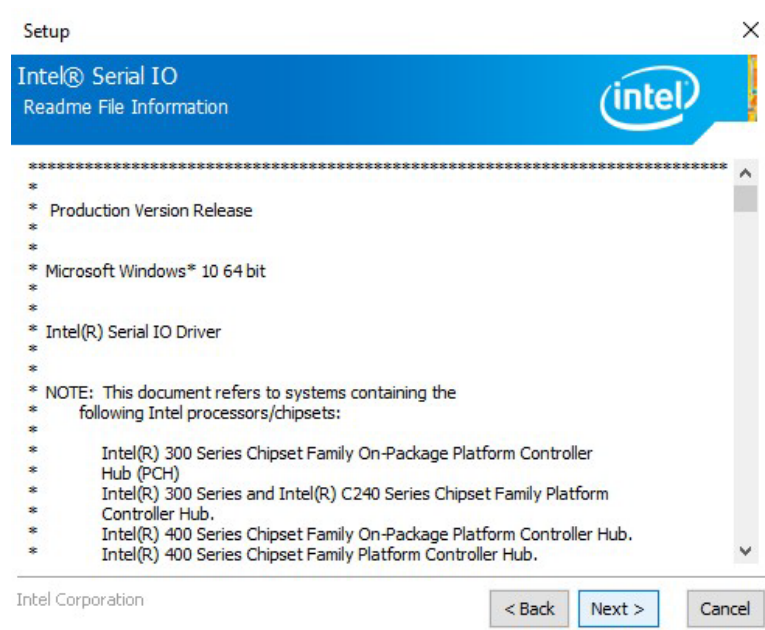 Setup
Intel® Serial IO
Readme File Information
intel
*******************************************************************************
*
* Production Version Release
*
*
* Microsoft Windows* 10 64 bit
*
*
* Intel(R) Serial IO Driver
*
*
* NOTE: This document refers to systems containing the
* following Intel processors/chipsets:
*
* Intel(R) 300 Series Chipset Family On-Package Platform Controller
* Hub (PCH)
* Intel(R) 300 Series and Intel(R) C240 Series Chipset Family Platform
* Controller Hub.
* Intel(R) 400 Series Chipset Family On-Package Platform Controller Hub.
* Intel(R) 400 Series Chipset Family Platform Controller Hub.
Intel Corporation
< Back Next > Cancel